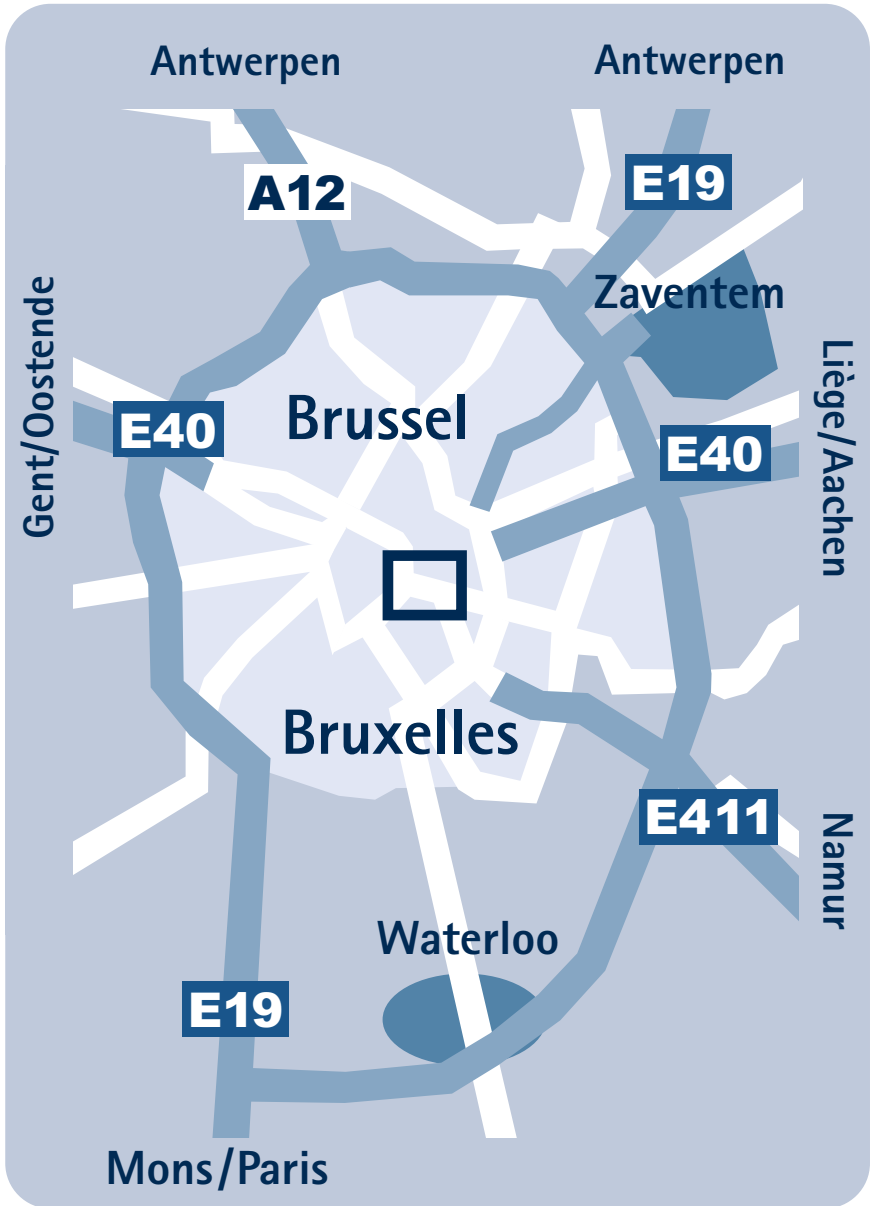 Antwerpen
Antwerpen
A12
E19
Zaventem
Gent/Oostende
Liège/Aachen
Brussel
E40
E40
Bruxelles
E411
Namur
Waterloo
E19
Mons/Paris